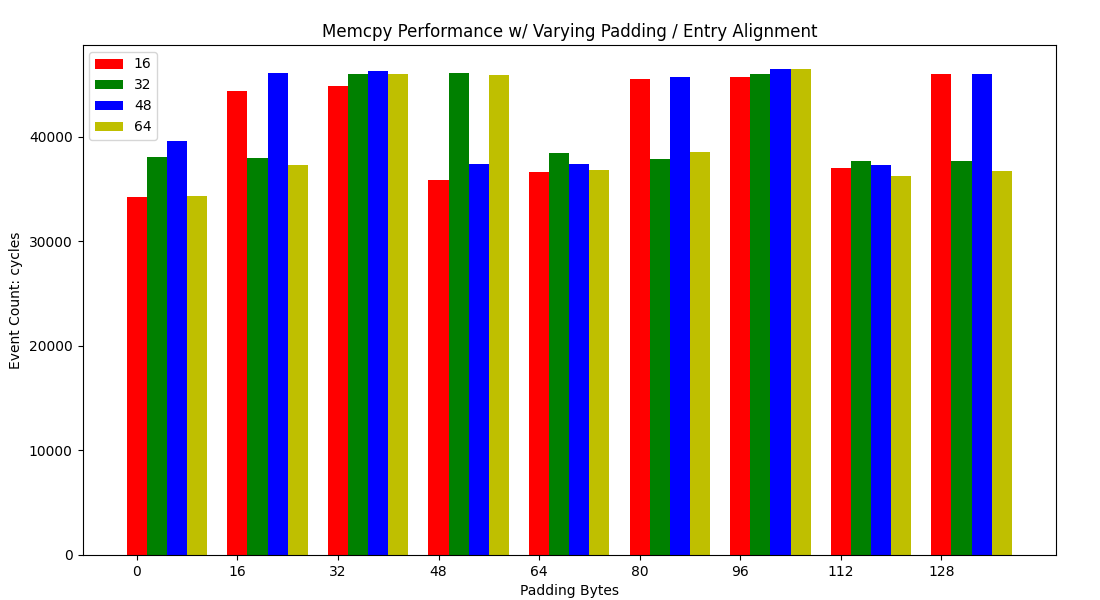 Memcpy Performance w/ Varying Padding / Entry Alignment
16
32
48
64
Event Count: cycles
40000
30000
20000
10000
0
0 16 32 48 64 80 96 112 128
Padding Bytes